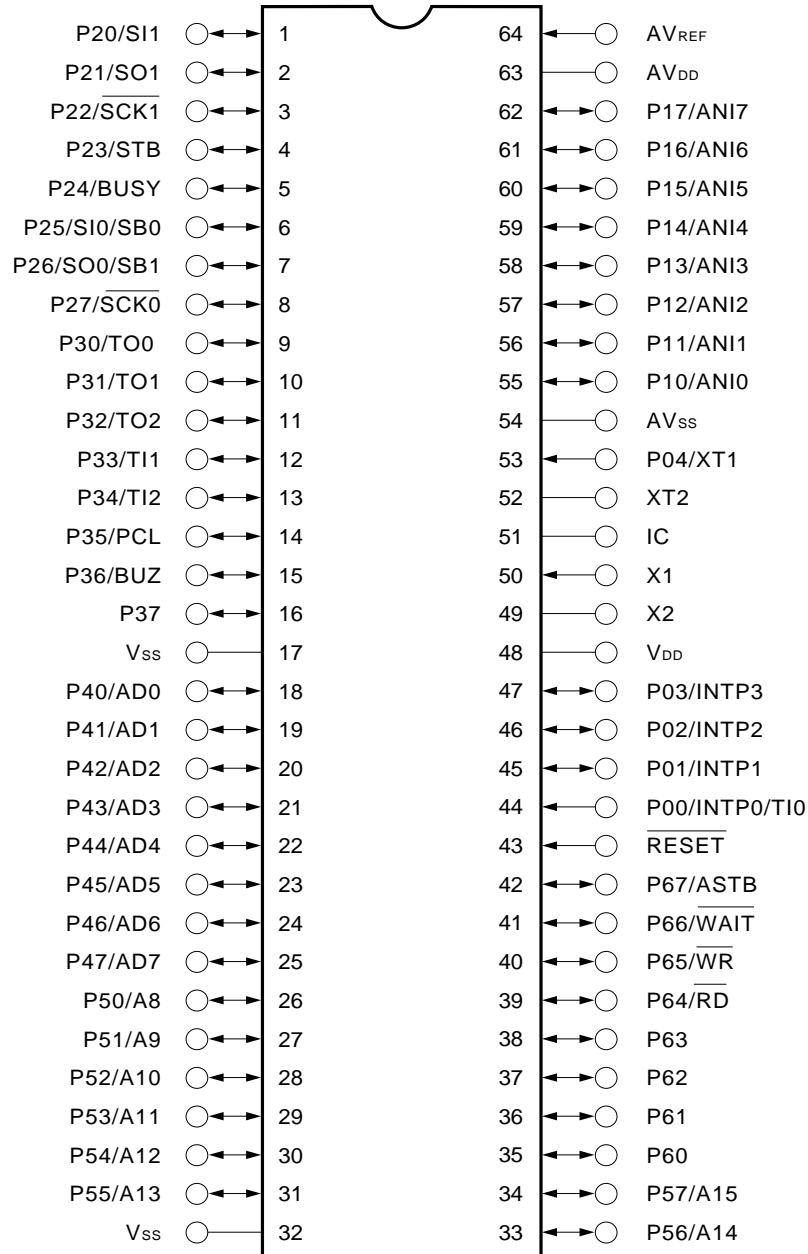 P20/SI1 1 64 AVREF
P21/SO1 2 63 AVDD
P22/SCK1 3 62 P17/ANI7
P23/STB 4 61 P16/ANI6
P24/BUSY 5 60 P15/ANI5
P25/SI0/SB0 6 59 P14/ANI4
P26/SO0/SB1 7 58 P13/ANI3
P27/SCK0 8 57 P12/ANI2
P30/TO0 9 56 P11/ANI1
P31/TO1 10 55 P10/ANI0
P32/TO2 11 54 AVSS
P33/TI1 12 53 P04/XT1
P34/TI2 13 52 XT2
P35/PCL 14 51 IC
P36/BUZ 15 50 X1
P37 16 49 X2
VSS 17 48 VDD
P40/AD0 18 47 P03/INTP3
P41/AD1 19 46 P02/INTP2
P42/AD2 20 45 P01/INTP1
P43/AD3 21 44 P00/INTP0/TI0
P44/AD4 22 43 RESET
P45/AD5 23 42 P67/ASTB
P46/AD6 24 41 P66/WAIT
P47/AD7 25 40 P65/WR
P50/A8 26 39 P64/RD
P51/A9 27 38 P63
P52/A10 28 37 P62
P53/A11 29 36 P61
P54/A12 30 35 P60
P55/A13 31 34 P57/A15
VSS 32 33 P56/A14